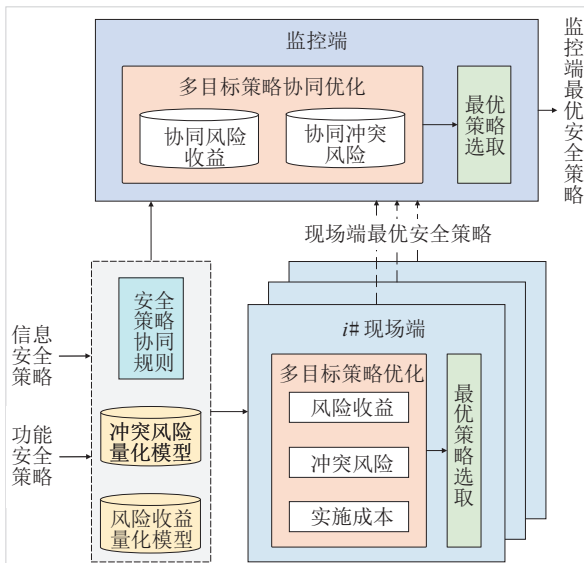 监控端
多目标策略协同优化
协同风险
收益
协同冲突
风险
最优
策略
选取
监控端最优安全策略
现场端最优安全策略
信息
安全
策略
功能
安全
策略
安全
策略
协同
规则
冲突风险
量化模型
风险收益
量化模型
i#现场端
多目标策略优化
风险收益
冲突风险
实施成本
最优策略选取